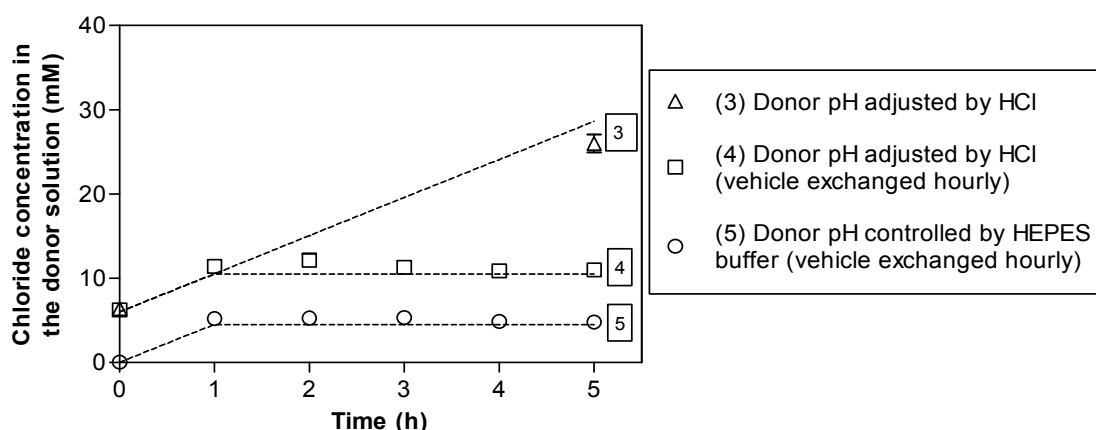 Chloride concentration in
the donor solution (mM)
40
30
20
10
0
0
1
2
3
4
5
Time (h)
3
4
5
(3) Donor pH adjusted by HCl
(4) Donor pH adjusted by HCl
(vehicle exchanged hourly)
(5) Donor pH controlled by HEPES
buffer (vehicle exchanged hourly)